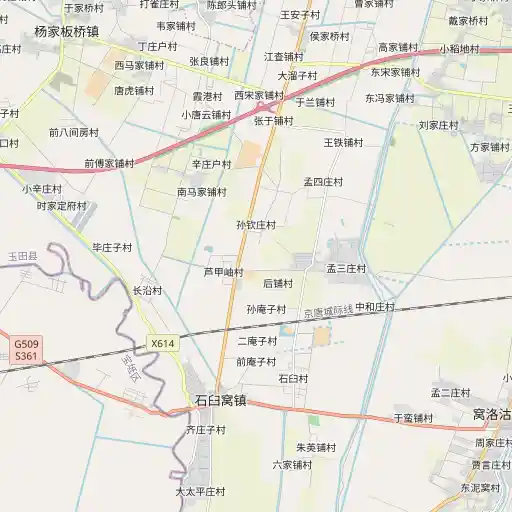 于家桥村
打雀庄村
陈郎头铺村
王安子村
曹家铺村
戴家桥村
韦家铺村
侯家桥村
杨家板桥镇
丁庄户村
张良铺村
江查铺村
高家铺村
小稻地村
高庄村
西马家铺村
大溜子村
东宋家铺村
唐虎铺村
霞港村
西宋家铺村
于兰铺村
东冯家铺村
小唐云铺村
张于铺村
刘家庄村
前八间房村
王铁铺村
方家铺村
口村
前傅家铺村
辛庄户村
孟四庄村
小辛庄村
南马家铺村
时家定府村
孙钦庄村
毕庄子村
玉田县
芦甲岫村
孟三庄村
长沿村
后铺村
孙庵子村
京唐城际线
中和庄村
G509
S361
X614
二庵子村
宝坻区
前庵子村
石臼村
孟二庄村
石臼窝镇
于蛮铺村
窝洛沽
齐庄子村
周家庄村
朱美铺村
六家铺村
贾言庄村
大太平庄村
东泥窝村